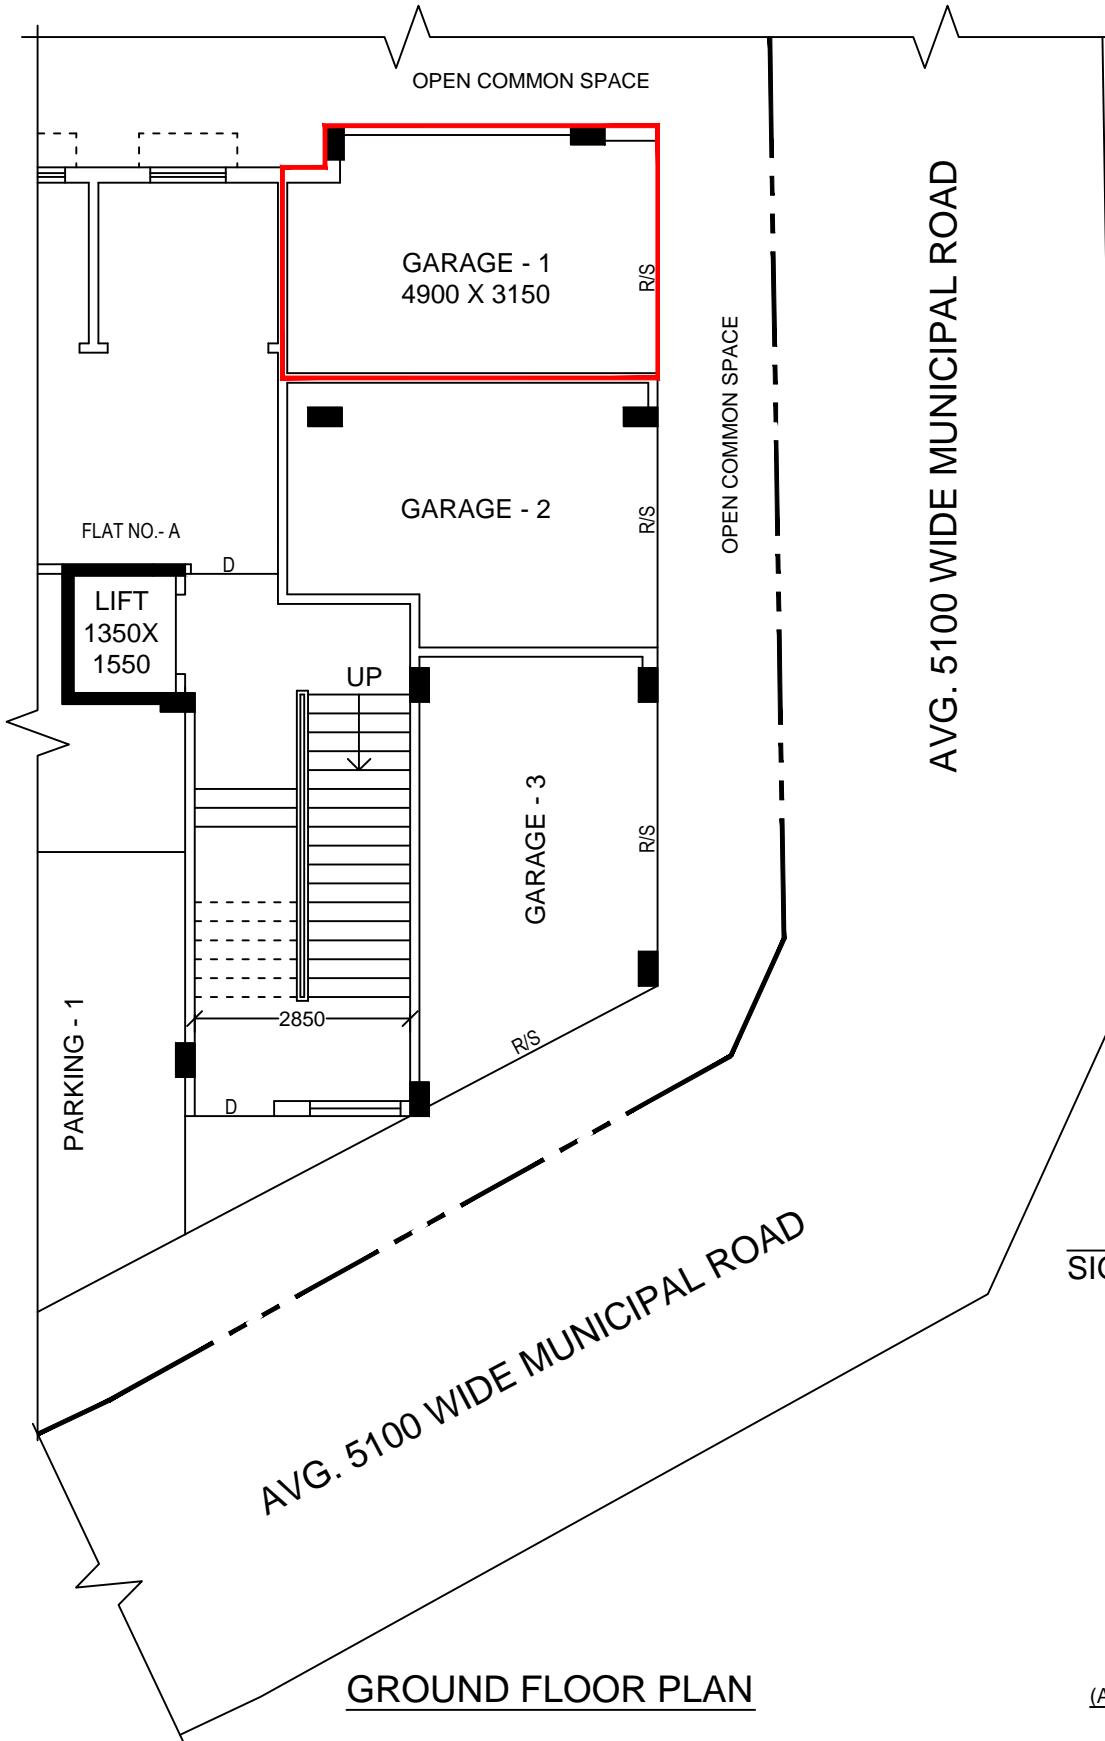 OPEN COMMON SPACE
GARAGE - 1
4900 X 3150
R/S
OPEN COMMON SPACE
AVG. 5100 WIDE MUNICIPAL ROAD
GARAGE - 2
R/S
FLAT NO.- A
D
LIFT
1350X
1550
UP
GARAGE - 3
R/S
PARKING - 1
2850
R/S
D
AVG. 5100 WIDE MUNICIPAL ROAD
SIG
GROUND FLOOR PLAN
(A